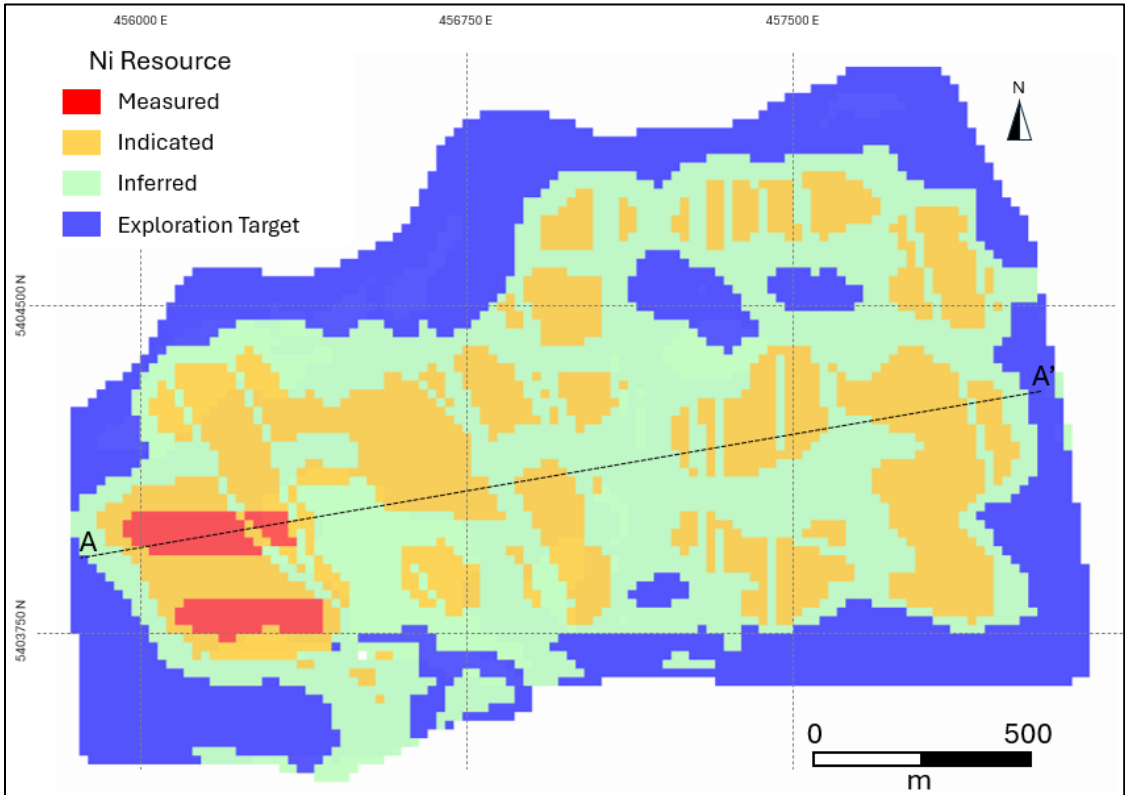 456000 E
456750 E
457500 E
Ni Resource
Measured
Indicated
Inferred
Exploration Target
N
5404500 N
A'
A
5403750 N
0
500
m